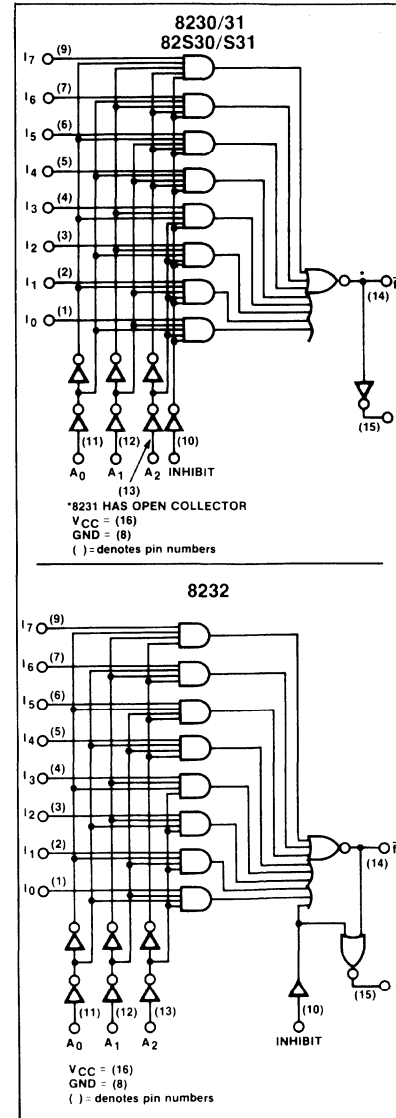 8230/31
82S30/S31
I7 (9)
I6 (7)
I5 (6)
I4 (5)
I3 (4)
I2 (3)
I1 (2)
I0 (1)
*
(14)
(15)
(11) (12) (10)
A0 A1 A2 INHIBIT
(13)
*8231 HAS OPEN COLLECTOR
VCC = (16)
GND = (8)
( ) = denotes pin numbers
8232
I7 (9)
I6 (7)
I5 (6)
I4 (5)
I3 (4)
I2 (3)
I1 (2)
I0 (1)
(14)
(15)
(11) (12) (13) (10)
A0 A1 A2 INHIBIT
VCC = (16)
GND = (8)
( ) = denotes pin numbers